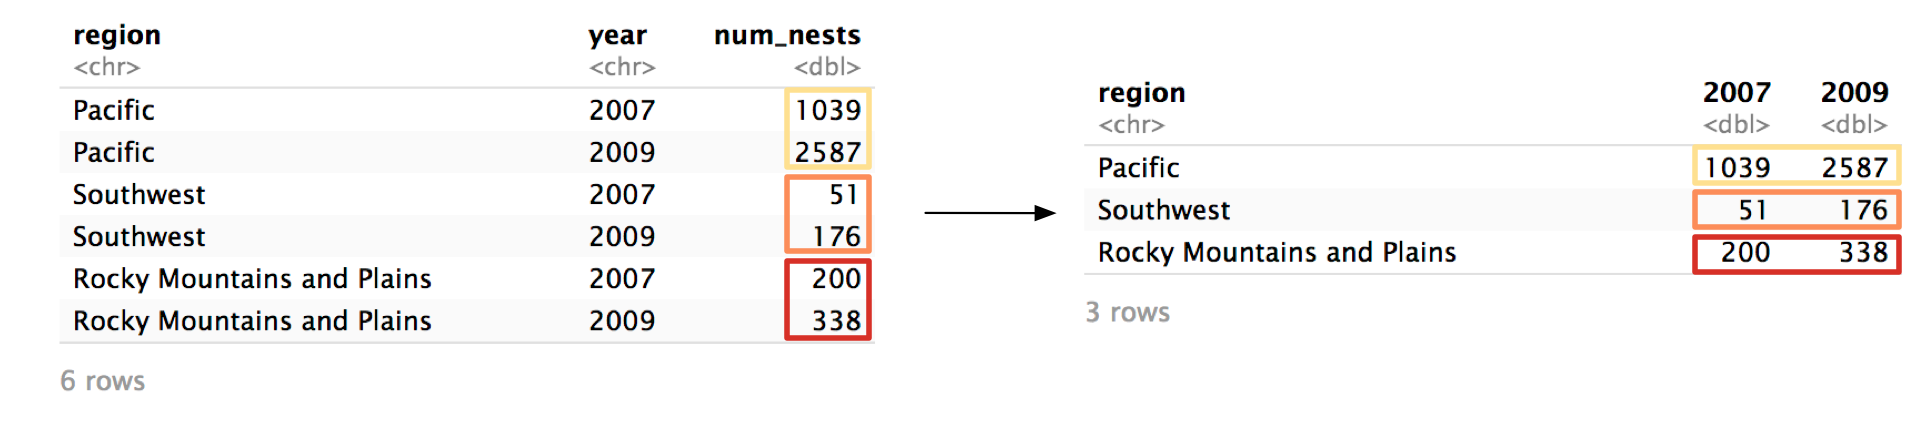 region year num_nests
<chr> <chr> <dbl>
Pacific 2007 1039
Pacific 2009 2587
Southwest 2007 51
Southwest 2009 176
Rocky Mountains and Plains 2007 200
Rocky Mountains and Plains 2009 338
6 rows
region 2007 2009
<chr> <dbl> <dbl>
Pacific 1039 2587
Southwest 51 176
Rocky Mountains and Plains 200 338
3 rows